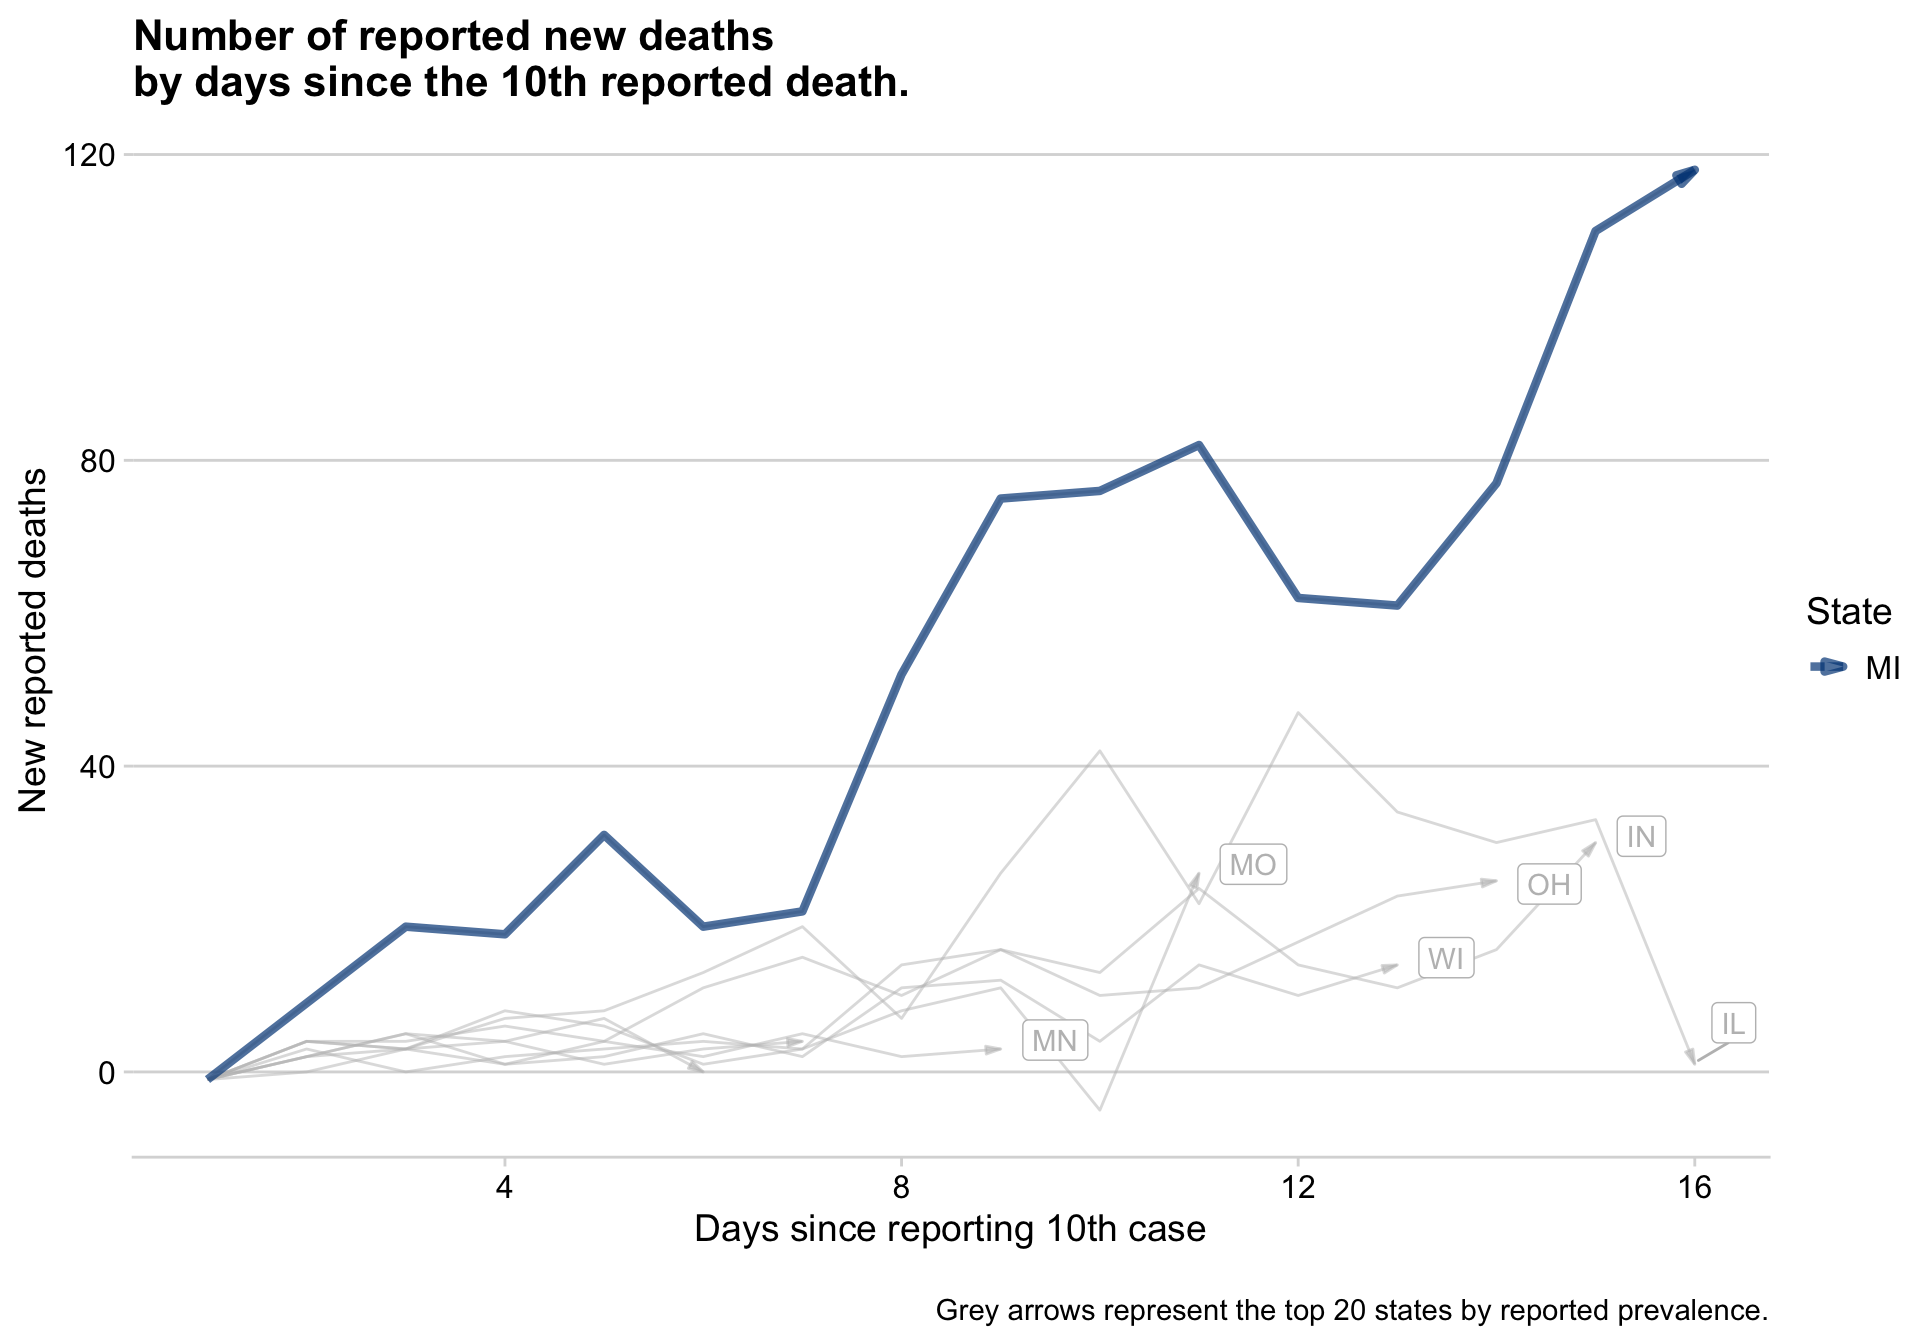 Number of reported new deaths
by days since the 10th reported death.
120
80
40
0
New reported deaths
MO
IN
OH
WI
MN
IL
State
MI
4 8 12 16
Days since reporting 10th case
Grey arrows represent the top 20 states by reported prevalence.